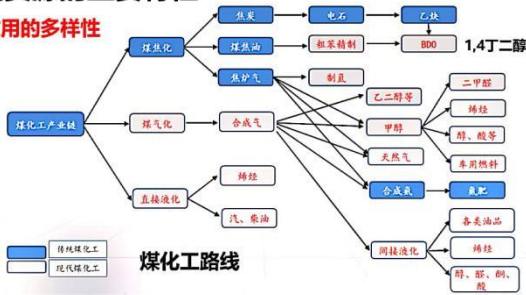 用的多样性
焦炭
电石
乙炔
煤焦化
煤焦油
粗苯精制
BDO
1,4丁二醇
焦炉气
制氢
二甲醛
乙二醇等
烯烃
煤化工产业链
煤气化
合成气
甲醇
醇、酸等
天然气
车用燃料
烯烃
直接液化
合成氨
氨肥
汽、柴油
各类油品
传统煤化工
现代煤化工
煤化工路线
间接液化
烯烃
醇、醛、酮、酸